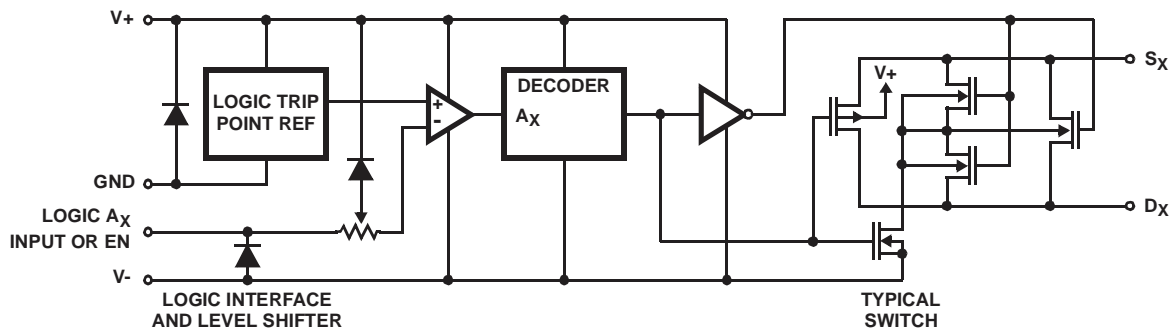 V+
LOGIC TRIP
POINT REF
+
-
DECODER
AX
V+
SX
GND
LOGIC AX
INPUT OR EN
DX
V-
LOGIC INTERFACE
AND LEVEL SHIFTER
TYPICAL
SWITCH